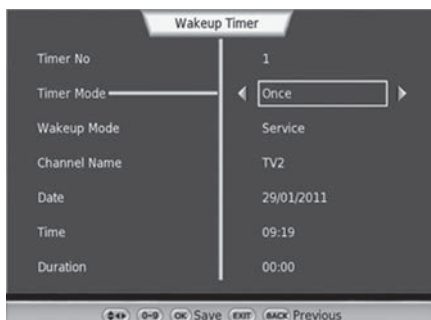 Wakeup Timer
Timer No 1
Timer Mode Once
Wakeup Mode Service
Channel Name TV2
Date 29/01/2011
Time 09:19
Duration 00:00
0~9 OK Save EXIT BACK Previous